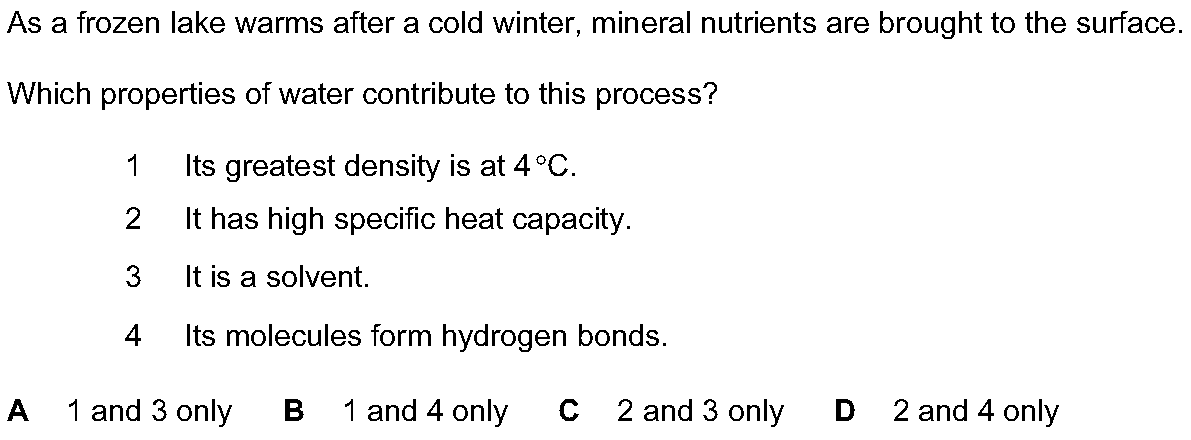 As a frozen lake warms after a cold winter, mineral nutrients are brought to the surface.
Which properties of water contribute to this process?
1 Its greatest density is at 4 °C.
2 It has high specific heat capacity.
3 It is a solvent.
4 Its molecules form hydrogen bonds.
A 1 and 3 only B 1 and 4 only C 2 and 3 only D 2 and 4 only